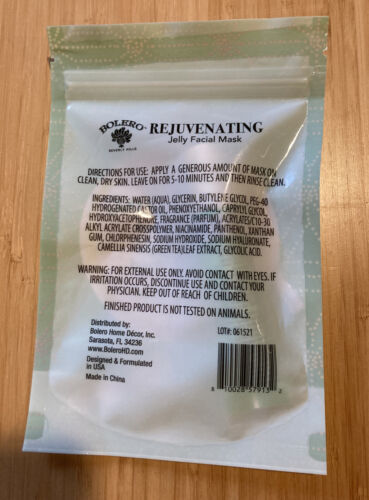 BOLERO
BEVERLY HILLS
REJUVENATING
Jelly Facial Mask
DIRECTIONS FOR USE: APPLY A GENEROUS AMOUNT OF MASK ON
CLEAN, DRY SKIN. LEAVE ON FOR 5-10 MINUTES AND THEN RINSE CLEAN.
INGREDIENTS: WATER (AQUA), GLYCERIN, BUTYLENE GLYCOL, PEG-40
HYDROGENATED CASTOR OIL, PHENOXYETHANOL, CAPRYLYL GLYCOL,
HYDROXYACETOPHENONE, FRAGRANCE (PARFUM), ACRYLATES/C10-30
ALKYL ACRYLATE CROSSPOLYMER, NIACINAMIDE, PANTHENOL, XANTHAN
GUM, CHLORPHENESIN, SODIUM HYDROXIDE, SODIUM HYALURONATE,
CAMELLIA SINENSIS (GREEN TEA)LEAF EXTRACT, GLYCOLIC ACID.
WARNING: FOR EXTERNAL USE ONLY. AVOID CONTACT WITH EYES. IF
IRRITATION OCCURS, DISCONTINUE USE AND CONTACT YOUR
PHYSICIAN. KEEP OUT OF REACH OF CHILDREN.
FINISHED PRODUCT IS NOT TESTED ON ANIMALS.
Distributed by:
Bolero Home Décor, Inc.
Sarasota, FL 34236
www.BoleroHD.com
Designed & Formulated
in USA
Made in China
LOT#: 061521
8 10028 57913 2